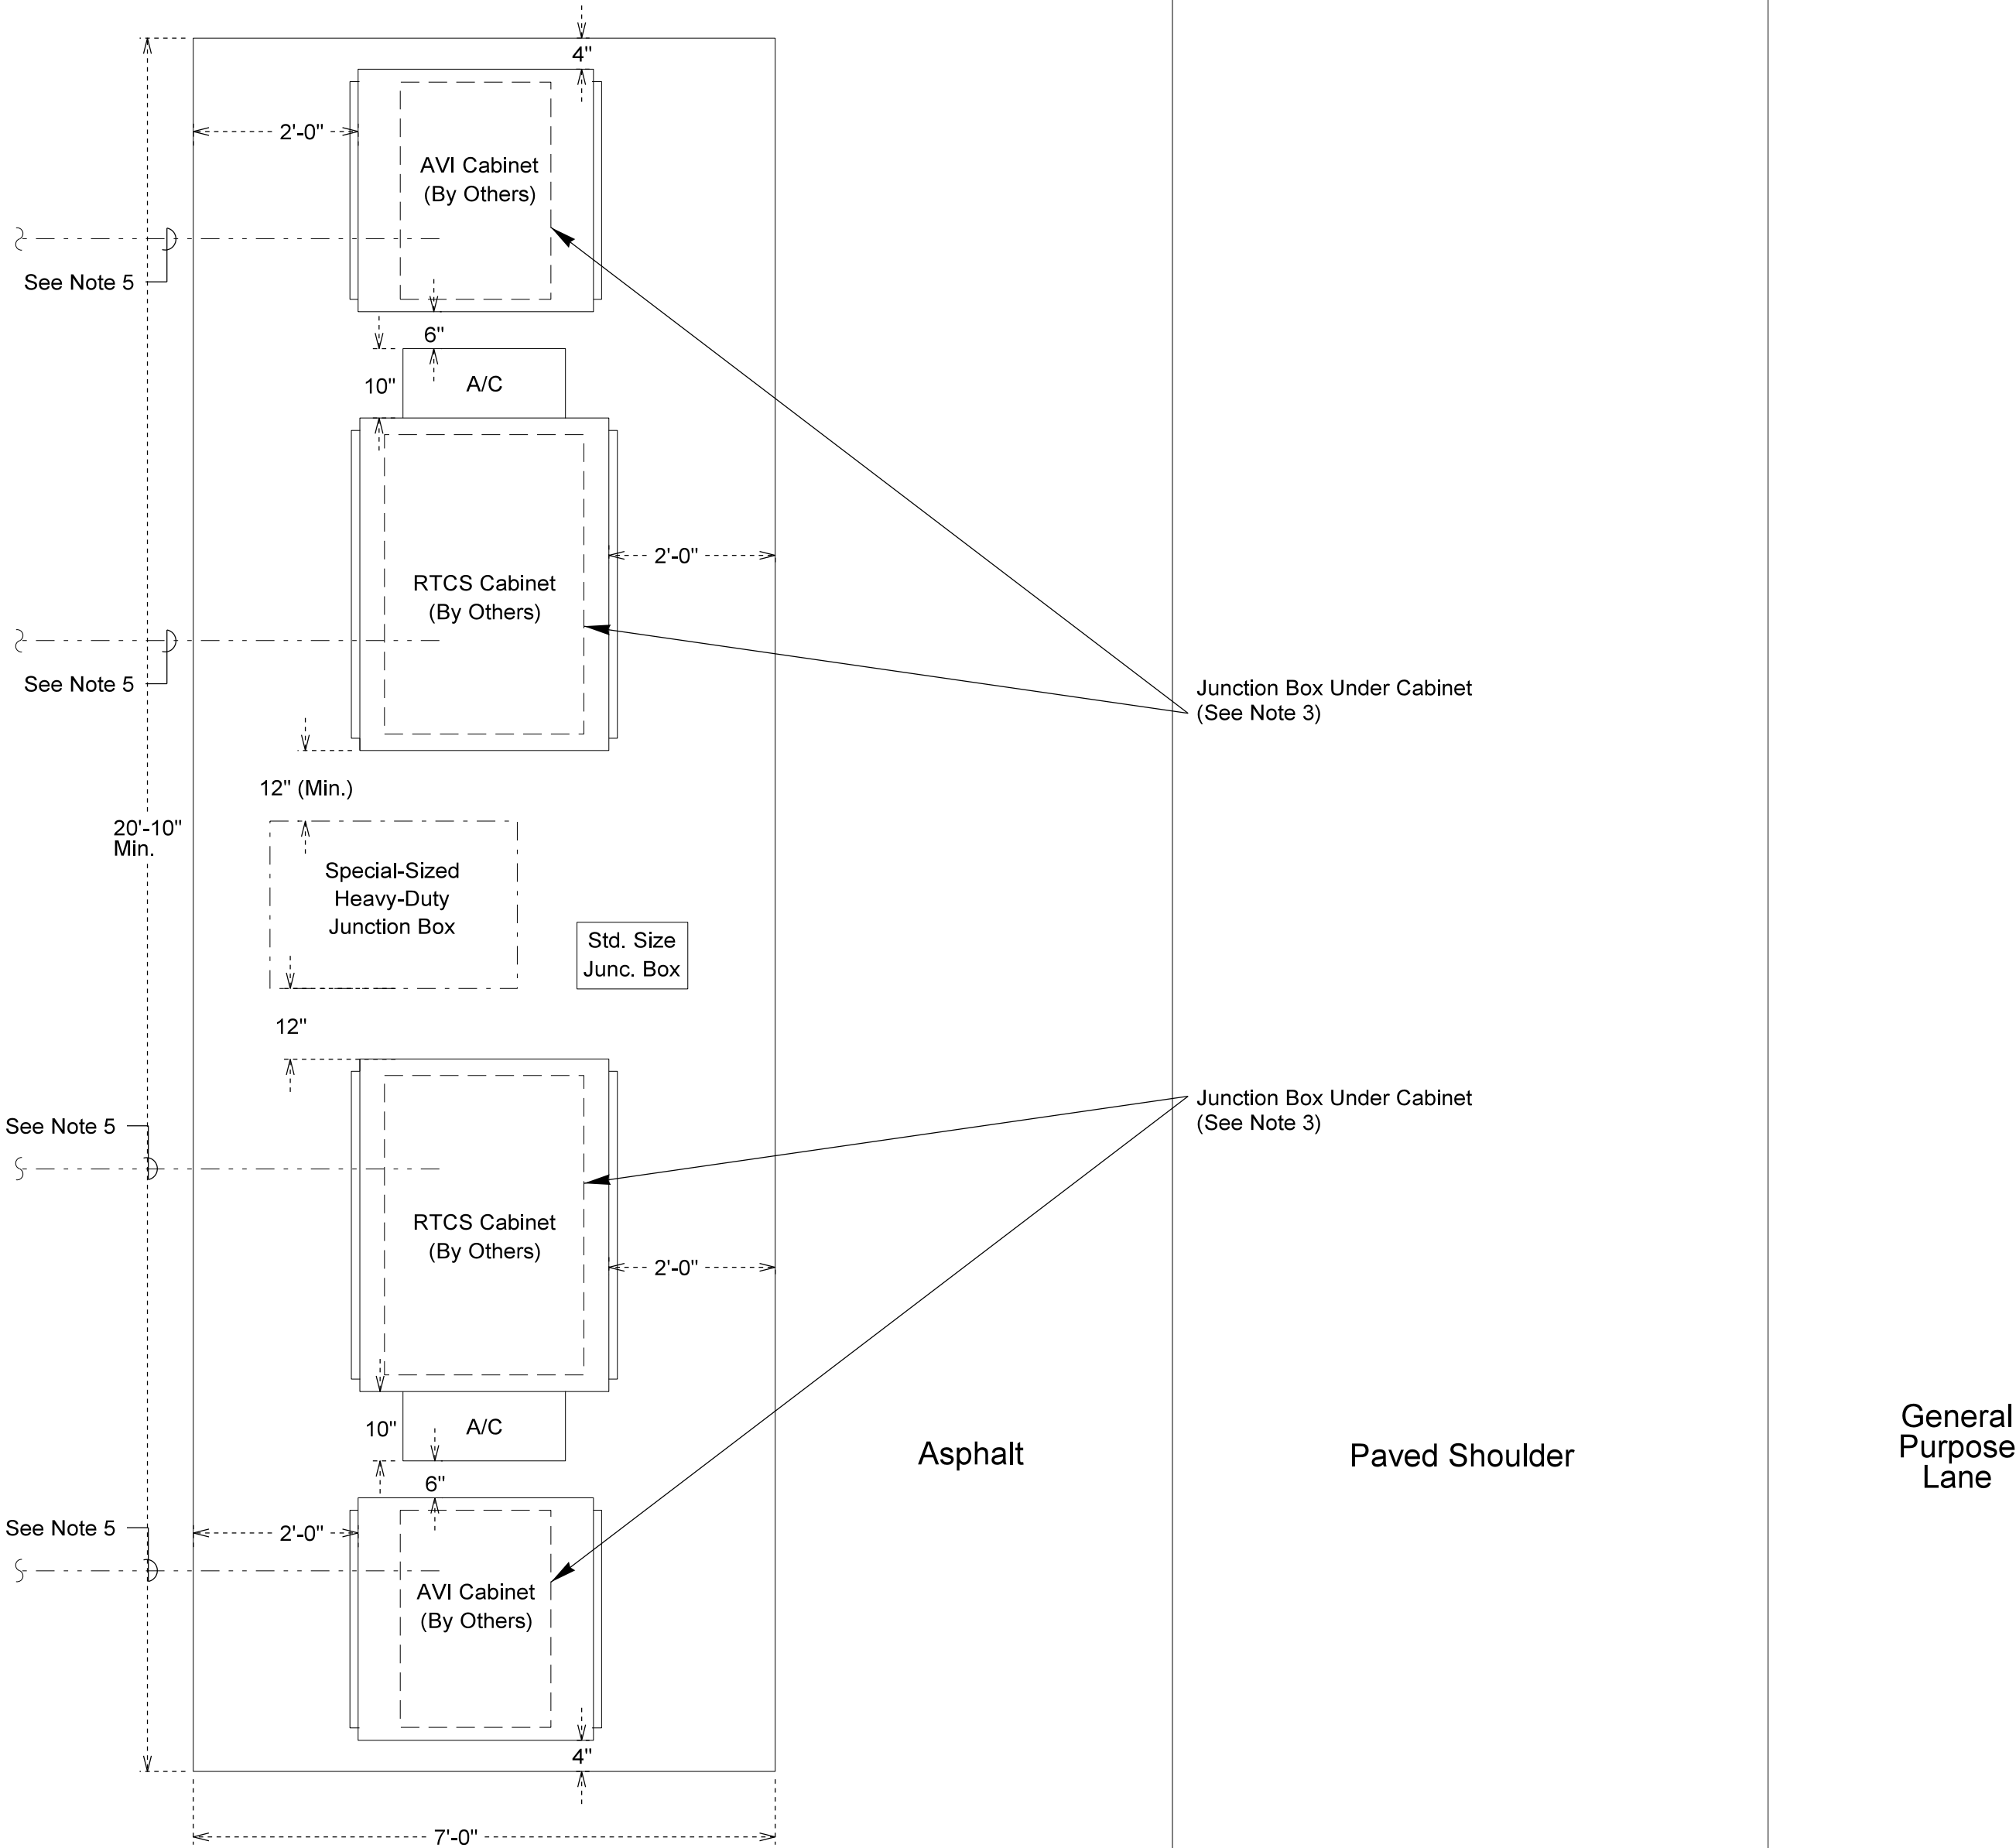 4"
2'-0"
AVI Cabinet
(By Others)
See Note 5
6"
10"
A/C
2'-0"
RTCS Cabinet
(By Others)
See Note 5
Junction Box Under Cabinet
(See Note 3)
12" (Min.)
20'-10"
Min.
Special-Sized
Heavy-Duty
Junction Box
Std. Size
Junc. Box
12"
See Note 5
Junction Box Under Cabinet
(See Note 3)
RTCS Cabinet
(By Others)
2'-0"
10"
A/C
Asphalt
Paved Shoulder
General
Purpose
Lane
6"
See Note 5
2'-0"
AVI Cabinet
(By Others)
4"
7'-0"